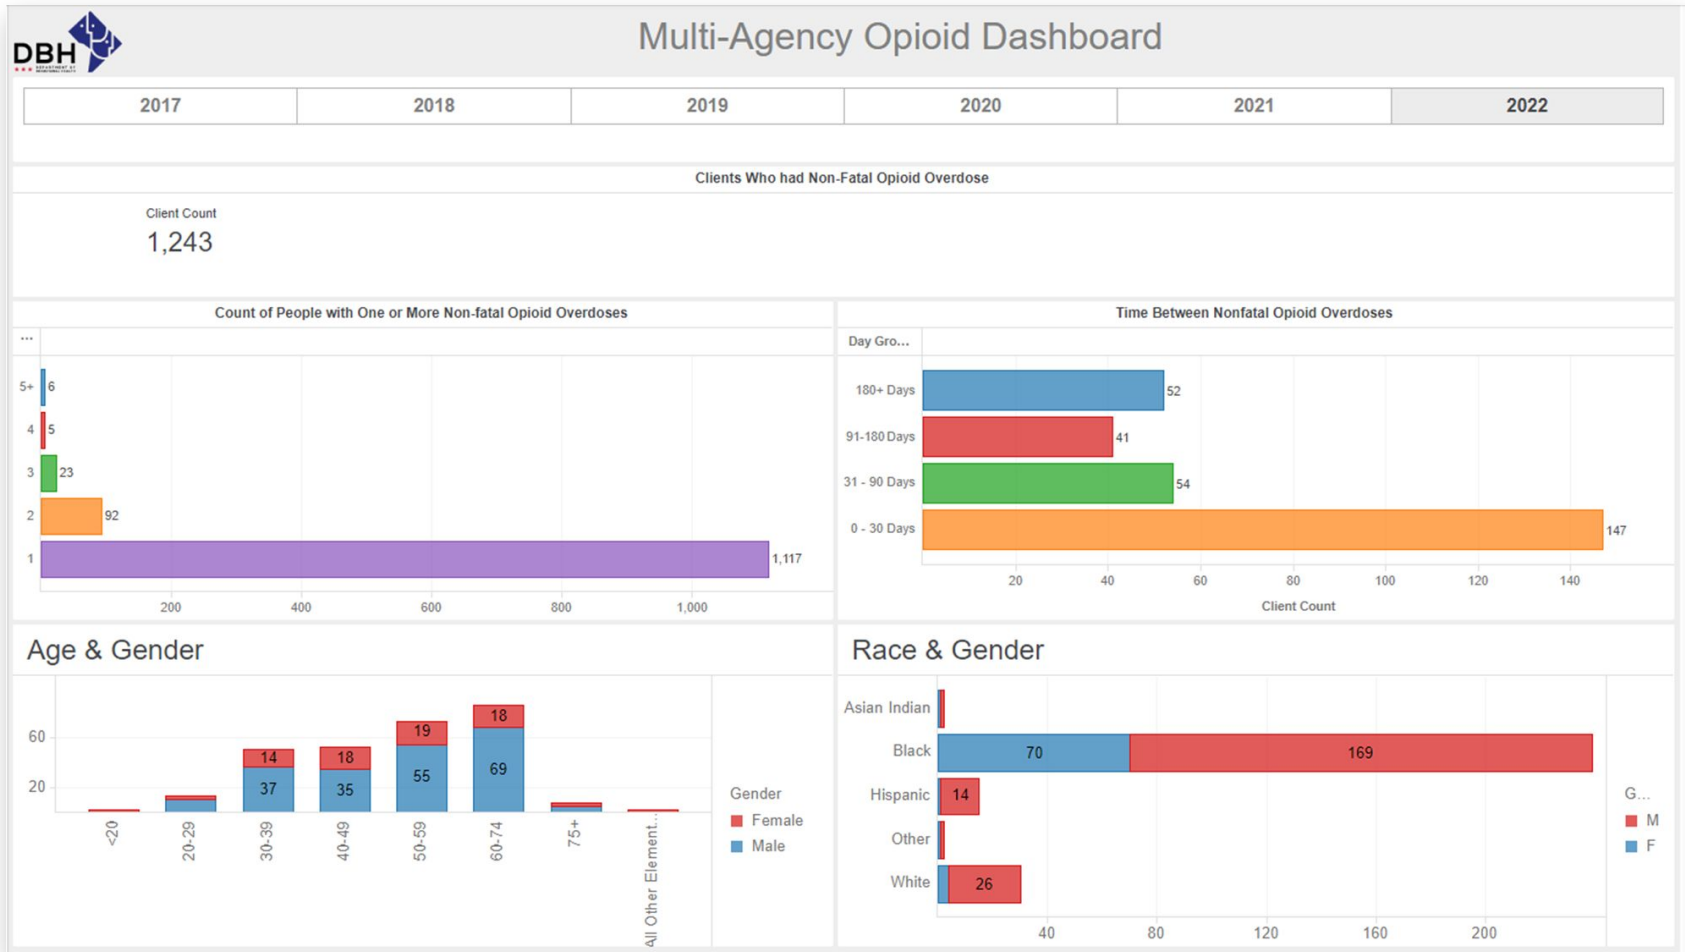 DBH
Multi-Agency Opioid Dashboard
2017 2018 2019 2020 2021 2022
Clients Who had Non-Fatal Opioid Overdose
Client Count
1,243
Count of People with One or More Non-fatal Opioid Overdoses
...
5+ 6
4 5
3 23
2 92
1 1,117
200 400 600 800 1,000
Time Between Nonfatal Opioid Overdoses
Day Gro...
180+ Days 52
91-180 Days 41
31 - 90 Days 54
0 - 30 Days 147
20 40 60 80 100 120 140
Client Count
Age & Gender
60
20
14 18 19 18
37 35 55 69
<20 20-29 30-39 40-49 50-59 60-74 75+ All Other Element...
Gender
Female
Male
Race & Gender
Asian Indian
Black 70 169
Hispanic 14
Other
White 26
40 80 120 160 200
G...
M
F